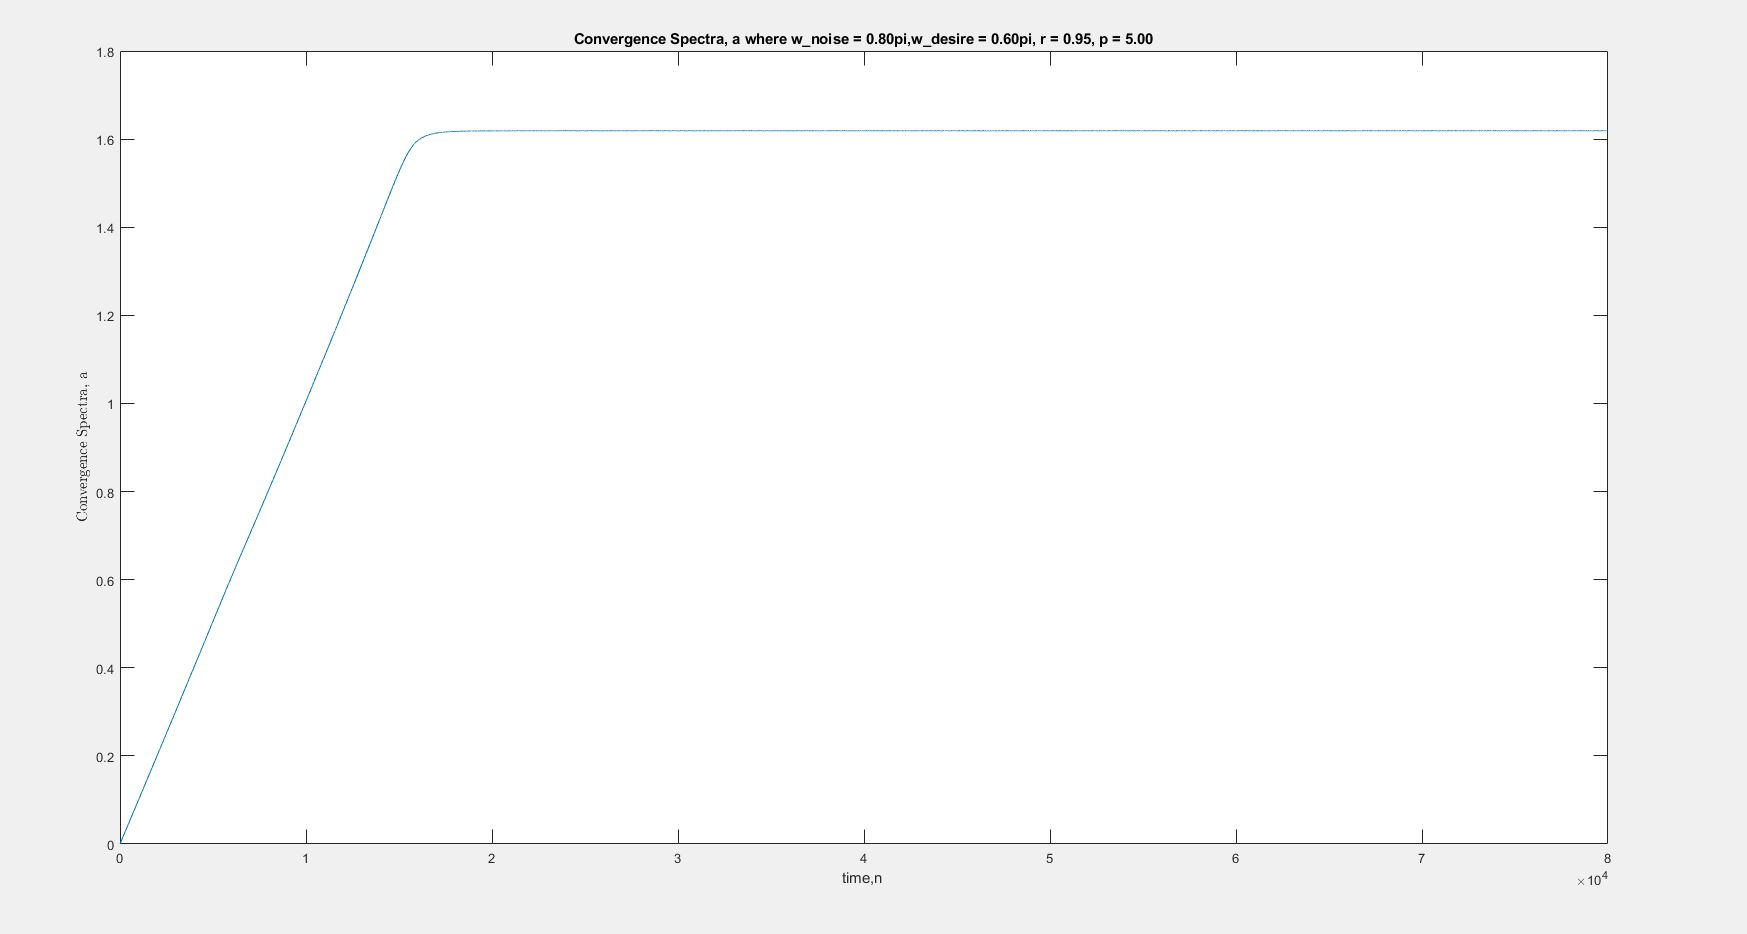 Convergence Spectra, a where w_noise = 0.80pi,w_desire = 0.60pi, r = 0.95, p = 5.00
1.8
1.6
1.4
1.2
1
0.8
0.6
0.4
0.2
0
Convergence Spectra, a
0 1 2 3 4 5 6 7 8
×10⁴
time,n